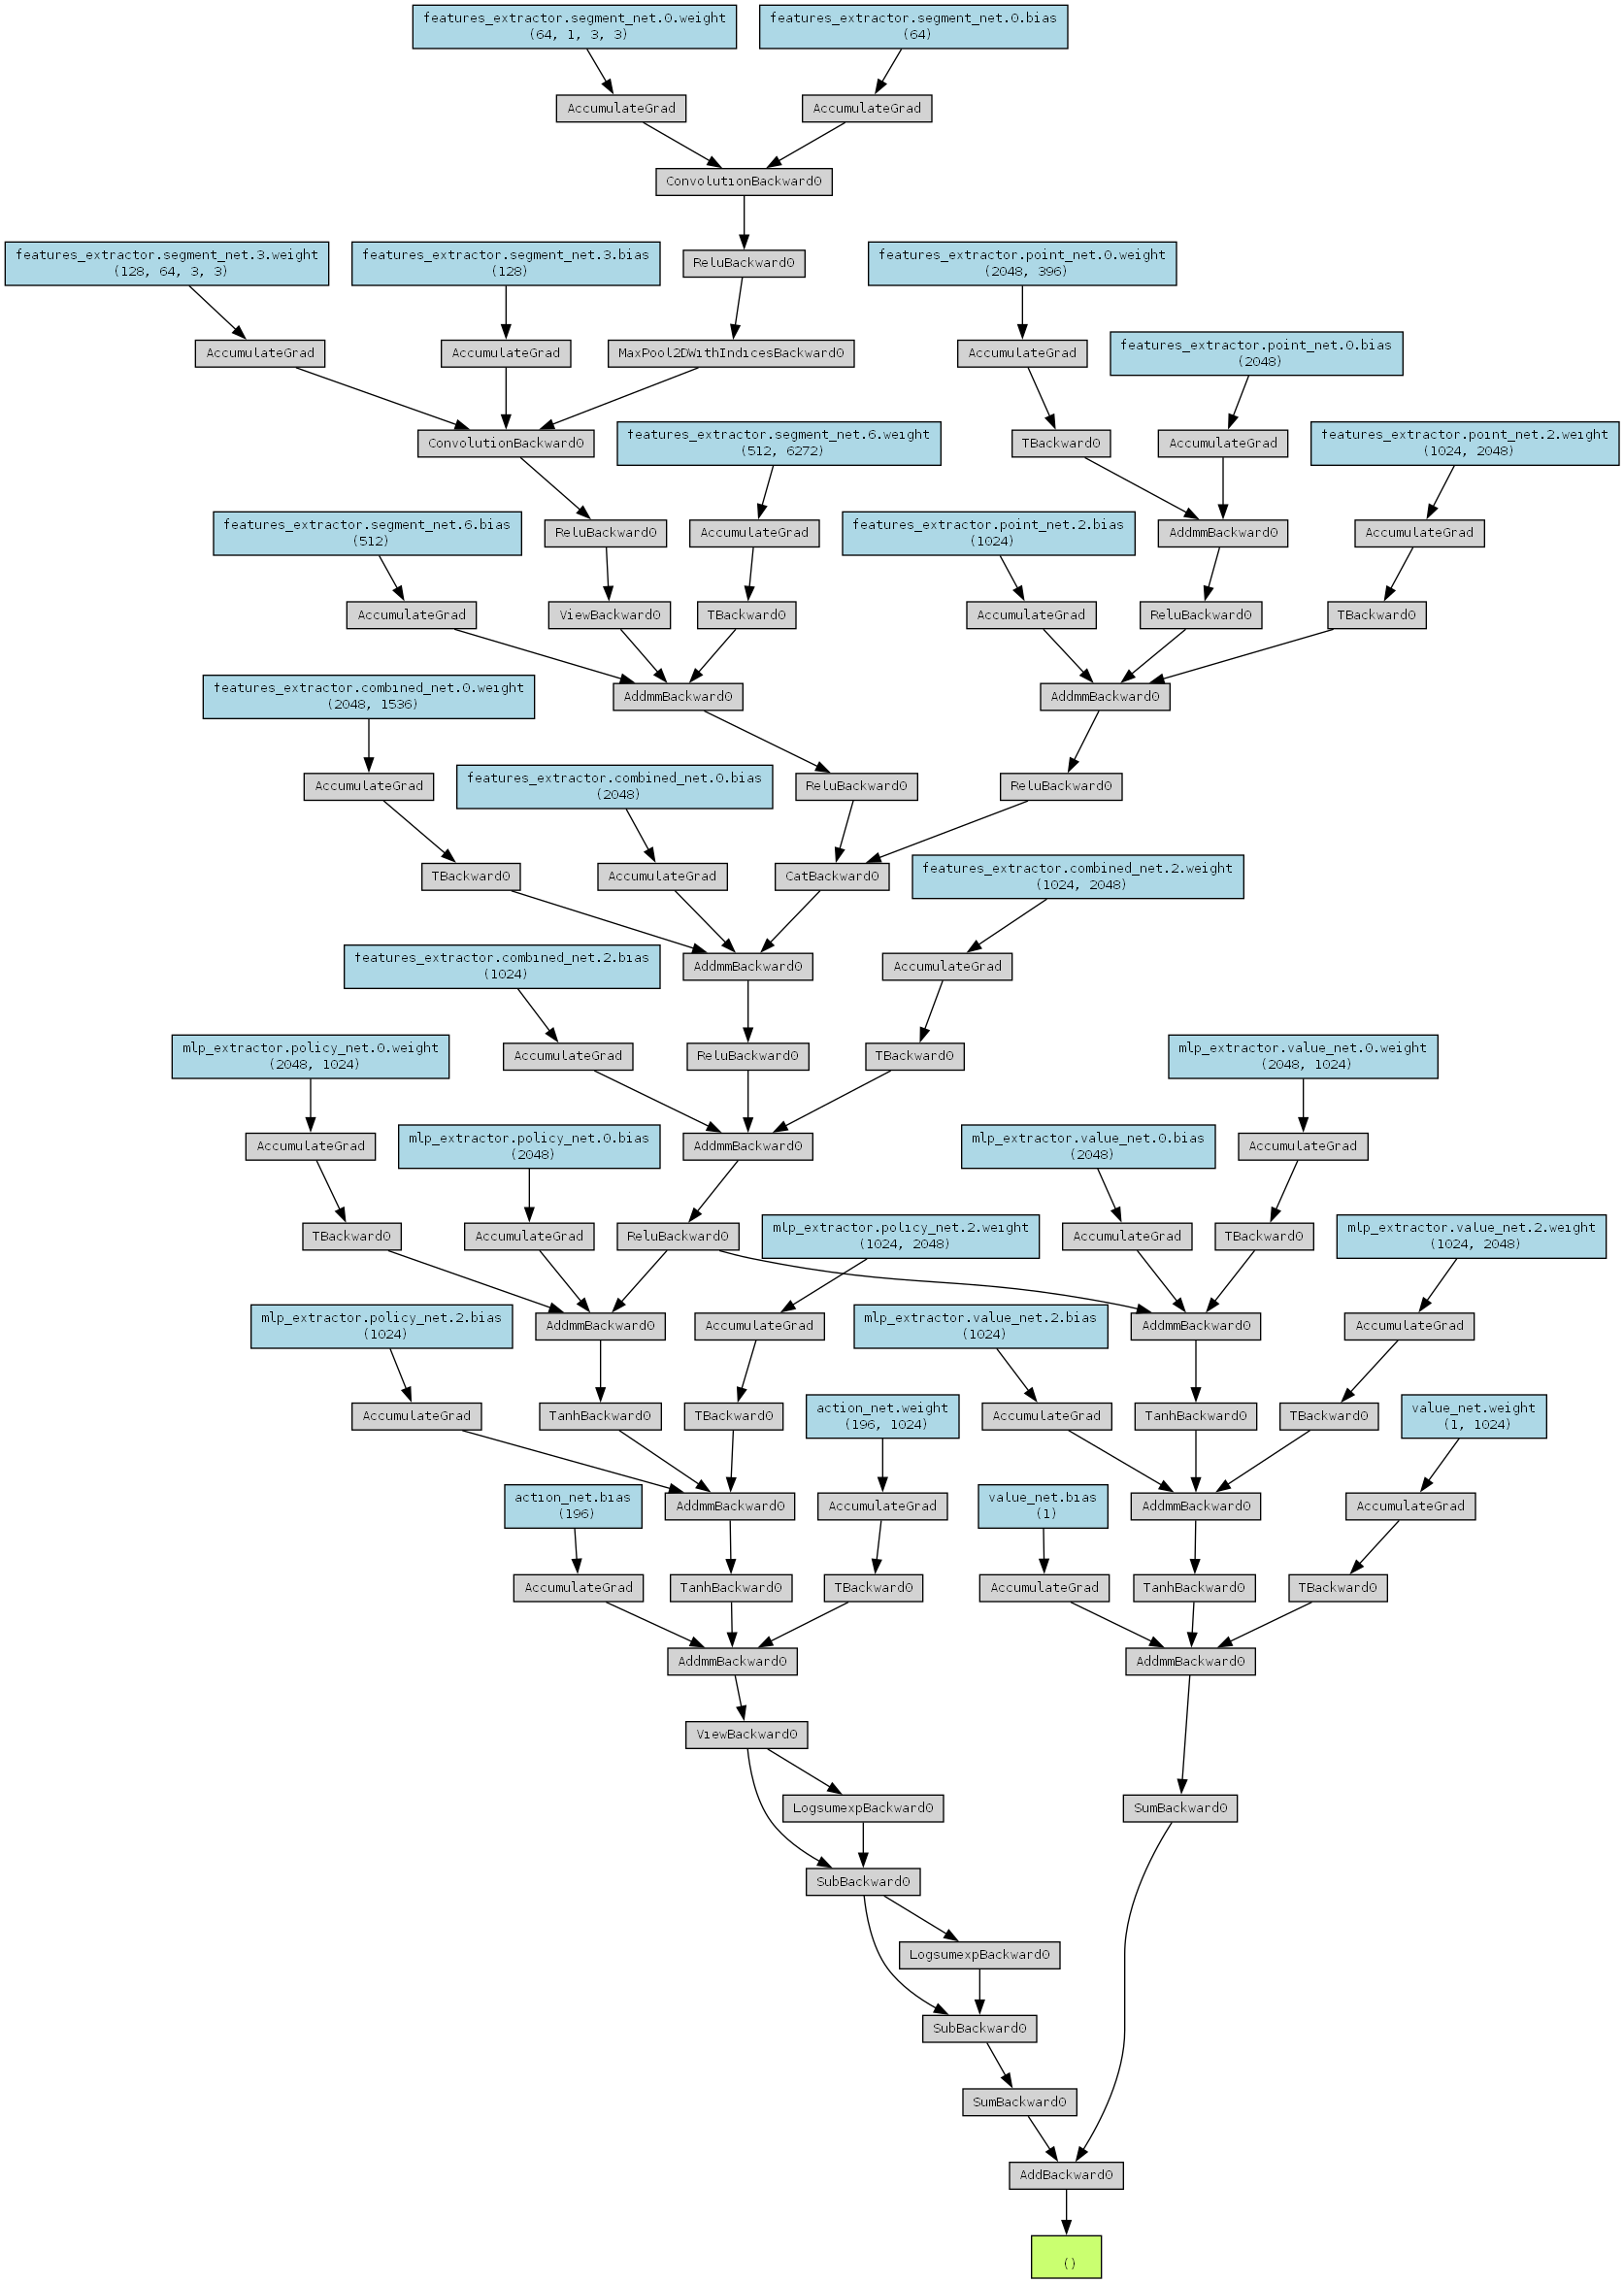 features_extractor.segment_net.0.weight
(64, 1, 3, 3)
features_extractor.segment_net.0.bias
(64)
AccumulateGrad
AccumulateGrad
ConvolutionBackward0
features_extractor.segment_net.3.weight
(128, 64, 3, 3)
features_extractor.segment_net.3.bias
(128)
ReluBackward0
features_extractor.point_net.0.weight
(2048, 396)
AccumulateGrad
AccumulateGrad
MaxPool2DWithIndicesBackward0
AccumulateGrad
features_extractor.point_net.0.bias
(2048)
ConvolutionBackward0
features_extractor.segment_net.6.weight
(512, 6272)
TBackward0
AccumulateGrad
features_extractor.point_net.2.weight
(1024, 2048)
features_extractor.segment_net.6.bias
(512)
ReluBackward0
AccumulateGrad
features_extractor.point_net.2.bias
(1024)
AddmmBackward0
AccumulateGrad
AccumulateGrad
ViewBackward0
TBackward0
AccumulateGrad
ReluBackward0
TBackward0
features_extractor.combined_net.0.weight
(2048, 1536)
AddmmBackward0
AddmmBackward0
AccumulateGrad
features_extractor.combined_net.0.bias
(2048)
ReluBackward0
ReluBackward0
TBackward0
AccumulateGrad
CatBackward0
features_extractor.combined_net.2.weight
(1024, 2048)
features_extractor.combined_net.2.bias
(1024)
AddmmBackward0
AccumulateGrad
mlp_extractor.policy_net.0.weight
(2048, 1024)
AccumulateGrad
ReluBackward0
TBackward0
mlp_extractor.value_net.0.weight
(2048, 1024)
AccumulateGrad
mlp_extractor.policy_net.0.bias
(2048)
AddmmBackward0
mlp_extractor.value_net.0.bias
(2048)
AccumulateGrad
TBackward0
AccumulateGrad
ReluBackward0
mlp_extractor.policy_net.2.weight
(1024, 2048)
AccumulateGrad
TBackward0
mlp_extractor.value_net.2.weight
(1024, 2048)
mlp_extractor.policy_net.2.bias
(1024)
AddmmBackward0
AccumulateGrad
mlp_extractor.value_net.2.bias
(1024)
AddmmBackward0
AccumulateGrad
AccumulateGrad
TanhBackward0
TBackward0
action_net.weight
(196, 1024)
AccumulateGrad
TanhBackward0
TBackward0
value_net.weight
(1, 1024)
action_net.bias
(196)
AddmmBackward0
AccumulateGrad
value_net.bias
(1)
AddmmBackward0
AccumulateGrad
AccumulateGrad
TanhBackward0
TBackward0
AccumulateGrad
TanhBackward0
TBackward0
AddmmBackward0
AddmmBackward0
ViewBackward0
LogsumexpBackward0
SumBackward0
SubBackward0
LogsumexpBackward0
SubBackward0
SumBackward0
AddBackward0
()